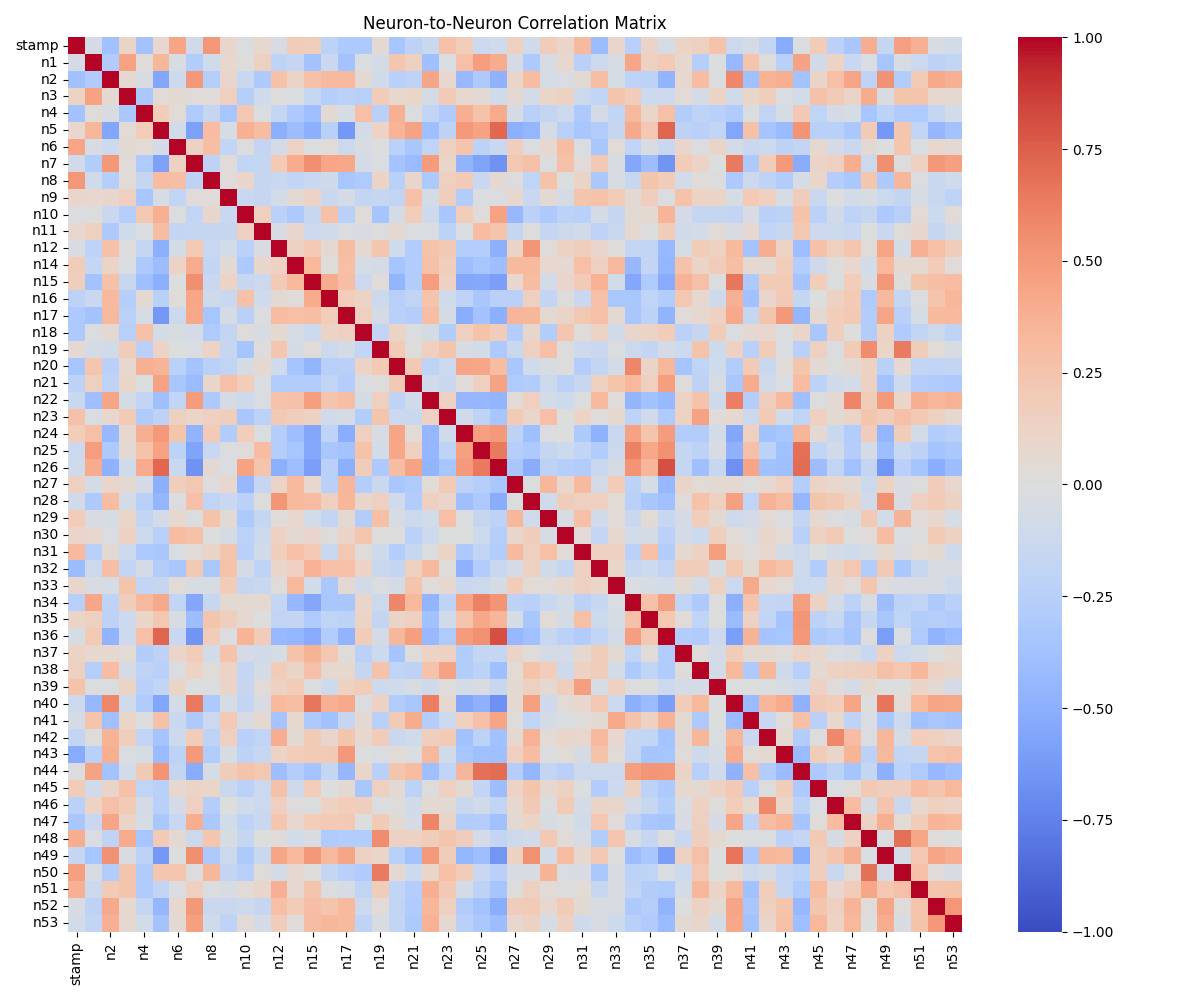 Neuron-to-Neuron Correlation Matrix
stamp
n1
n2
n3
n4
n5
n6
n7
n8
n9
n10
n11
n12
n14
n15
n16
n17
n18
n19
n20
n21
n22
n23
n24
n25
n26
n27
n28
n29
n30
n31
n32
n33
n34
n35
n36
n37
n38
n39
n40
n41
n42
n43
n44
n45
n46
n47
n48
n49
n50
n51
n52
n53
stamp
n2
n4
n6
n8
n10
n12
n15
n17
n19
n21
n23
n25
n27
n29
n31
n33
n35
n37
n39
n41
n43
n45
n47
n49
n51
n53
1.00
0.75
0.50
0.25
0.00
−0.25
−0.50
−0.75
−1.00